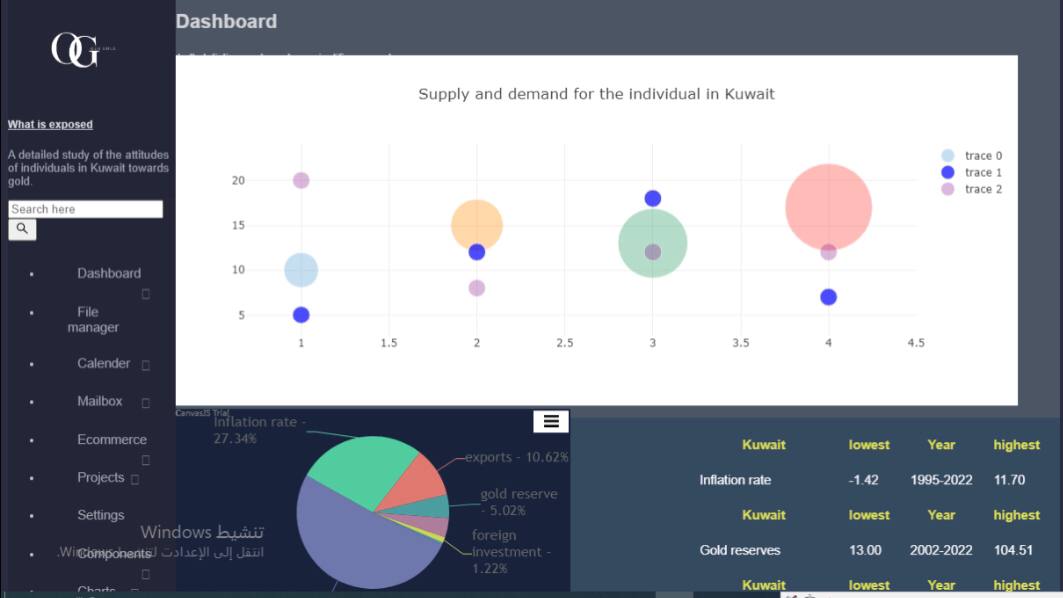 OG
What is exposed
A detailed study of the attitudes
of individuals in Kuwait towards
gold.
Search here
Dashboard
File
manager
Calender
Mailbox
Ecommerce
Projects
Settings
Components
Charts
Dashboard
Supply and demand for the individual in Kuwait
trace 0
trace 1
trace 2
20
15
10
5
1
1.5
2
2.5
3
3.5
4
4.5
CanvasJS Trial
Inflation rate -
27.34%
exports - 10.62%
gold reserve
- 5.02%
foreign
investment -
1.22%
Kuwait lowest Year highest
Inflation rate -1.42 1995-2022 11.70
Kuwait lowest Year highest
Gold reserves 13.00 2002-2022 104.51
Kuwait lowest Year highest
تنشيط Windows
انتقل إلى الإعدادت لتنشيط Windows.